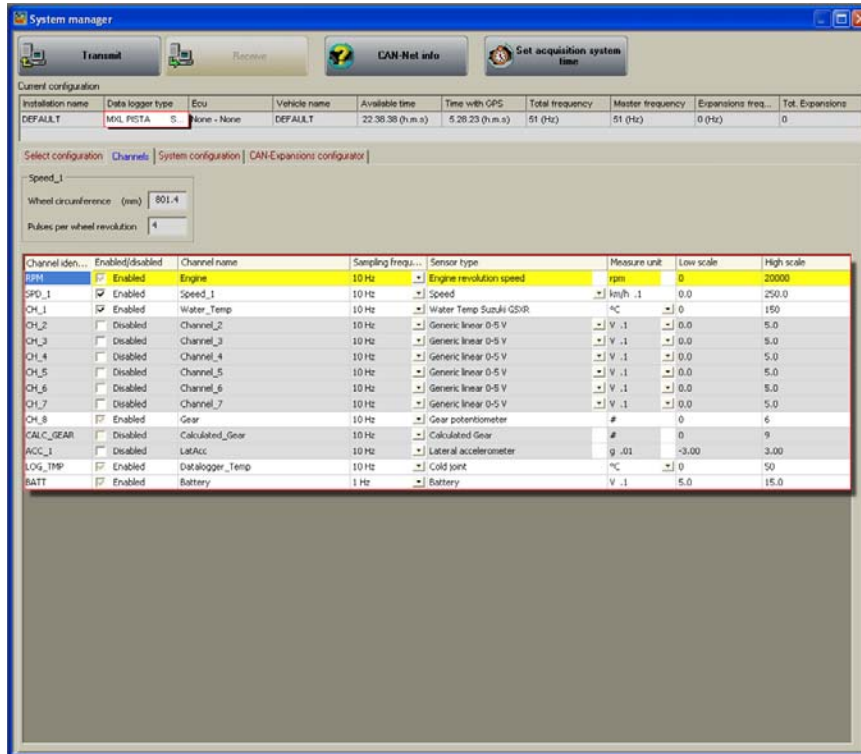 System manager
Transmit Receive CAN-Net info Set acquisition system time
Current configuration
Installation name Data logger type Ecu Vehicle name Available time Time with GPS Total frequency Master frequency Expansions freq... Tot. Expansions
DEFAULT MXL PISTA S... None - None DEFAULT 22.38.38 (h.m.s) 5.28.23 (h.m.s) 51 (Hz) 51 (Hz) 0 (Hz) 0
Select configuration Channels System configuration CAN-Expansions configurator
Speed_1
Wheel circumference (mm) 801.4
Pulses per wheel revolution 4
Channel iden... Enabled/disabled Channel name Sampling frequ... Sensor type Measure unit Low scale High scale
RPM Enabled Engine 10 Hz Engine revolution speed rpm 0 20000
SPD_1 Enabled Speed_1 10 Hz Speed km/h .1 0.0 250.0
CH_1 Enabled Water_Temp 10 Hz Water Temp Suzuki GSXR °C 0 150
CH_2 Disabled Channel_2 10 Hz Generic linear 0-5 V V .1 0.0 5.0
CH_3 Disabled Channel_3 10 Hz Generic linear 0-5 V V .1 0.0 5.0
CH_4 Disabled Channel_4 10 Hz Generic linear 0-5 V V .1 0.0 5.0
CH_5 Disabled Channel_5 10 Hz Generic linear 0-5 V V .1 0.0 5.0
CH_6 Disabled Channel_6 10 Hz Generic linear 0-5 V V .1 0.0 5.0
CH_7 Disabled Channel_7 10 Hz Generic linear 0-5 V V .1 0.0 5.0
CH_8 Enabled Gear 10 Hz Gear potentiometer # 0 6
CALC_GEAR Disabled Calculated_Gear 10 Hz Calculated Gear # 0 9
ACC_1 Disabled LatAcc 10 Hz Lateral accelerometer g .01 -3.00 3.00
LOG_TMP Enabled Datalogger_Temp 10 Hz Cold joint °C 0 50
BATT Enabled Battery 1 Hz Battery V .1 5.0 15.0